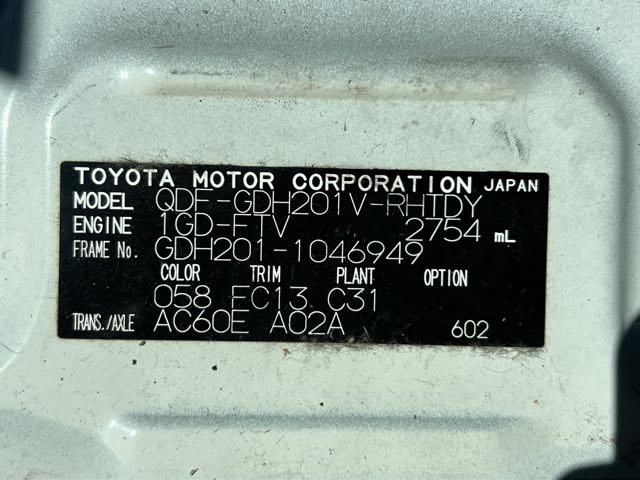 TOYOTA MOTOR CORPORATION JAPAN
MODEL QDF-GDH201V-RHTDY
ENGINE 1GD-FTV 2754 mL
FRAME No. GDH201-1046949
COLOR TRIM PLANT OPTION
058 FC13 C31
TRANS./AXLE AC60E A02A 602